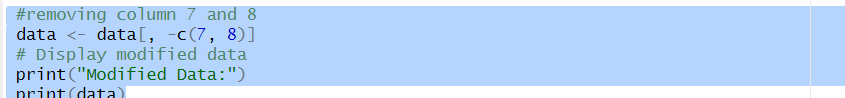 #removing column 7 and 8
data <- data[, -c(7, 8)]
# Display modified data
print("Modified Data:")
print(data)